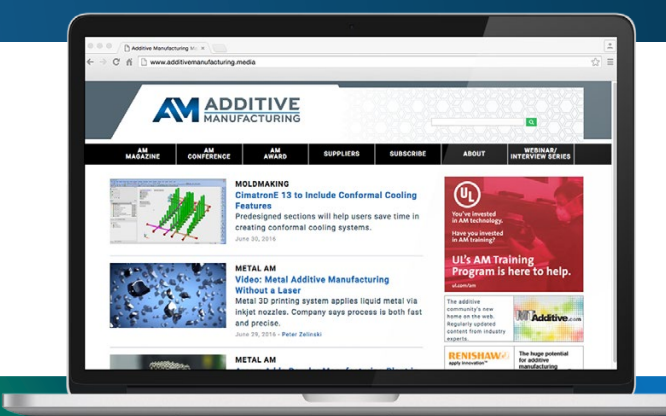 Additive Manufacturing M
www.additivemanufacturing.media
AM ADDITIVE
MANUFACTURING
AM
MAGAZINE
AM
CONFERENCE
AM
AWARD
SUPPLIERS
SUBSCRIBE
ABOUT
WEBINAR/
INTERVIEW SERIES
MOLDMAKING
CimatronE 13 to Include Conformal Cooling
Features
Predesigned sections will help users save time in
creating conformal cooling systems.
June 30, 2016
METAL AM
Video: Metal Additive Manufacturing
Without a Laser
Metal 3D printing system applies liquid metal via
inkjet nozzles. Company says process is both fast
and precise.
June 29, 2016 - Peter Zelinski
METAL AM
UL
You've invested
in AM technology.
Have you invested
in AM training?
UL's AM Training
Program is here to help.
ul.com/am
The additive
community's new
home on the web.
Regularly updated
content from industry
experts.
Additive.com
RENISHAW
apply innovation™
The huge potential
for additive
manufacturing